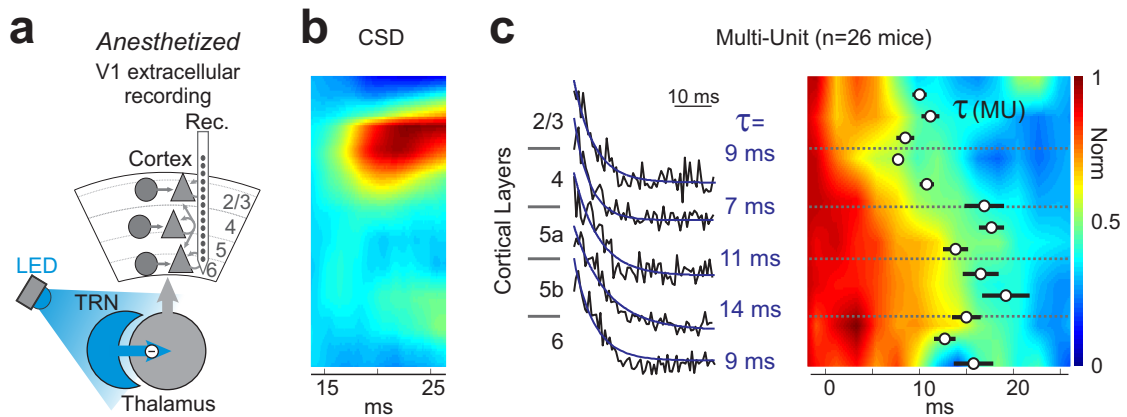 a
Anesthetized
V1 extracellular
recording
Rec.
Cortex
2/3
4
5
6
LED
TRN
Thalamus
b
CSD
15
20
25
ms
c
Multi-Unit (n=26 mice)
Cortical Layers
2/3
4
5a
5b
6
10 ms
τ=
9 ms
7 ms
11 ms
14 ms
9 ms
τ(MU)
0
10
20
ms
1
Norm
0.5
0